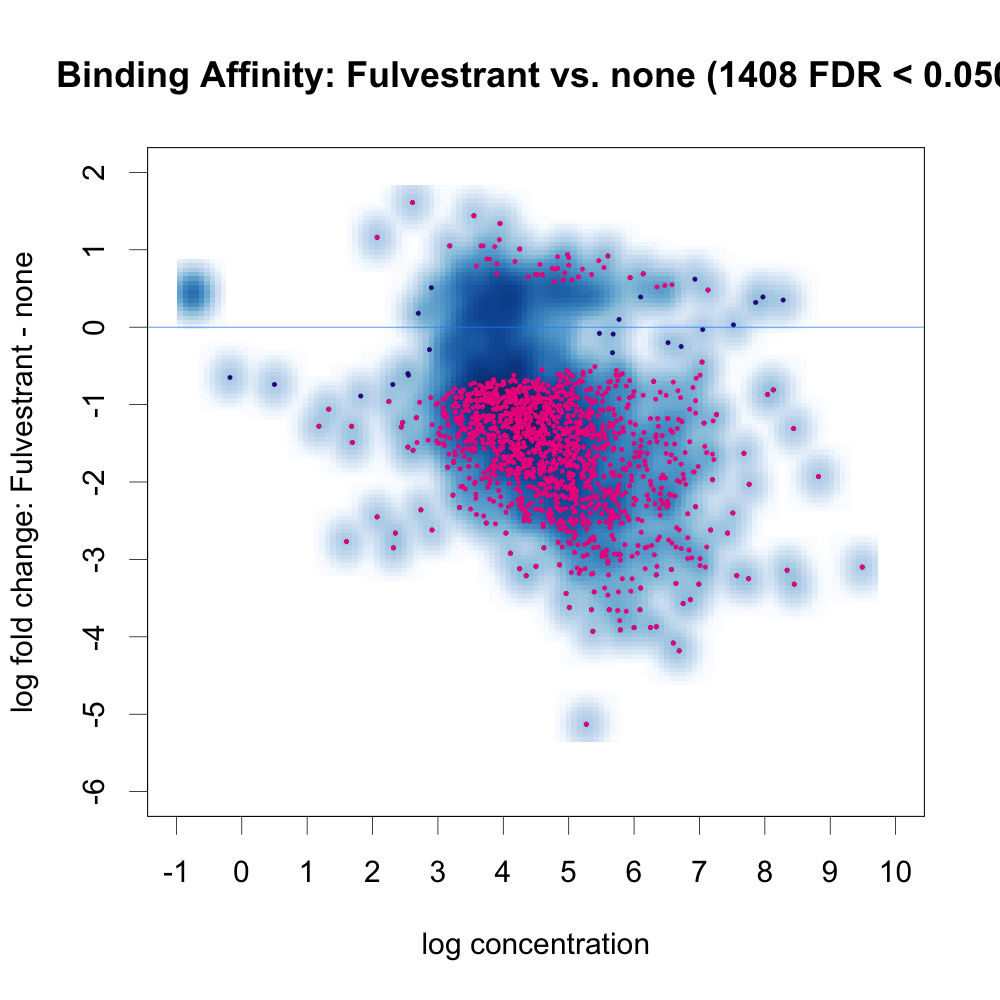 Binding Affinity: Fulvestrant vs. none (1408 FDR < 0.050
log fold change: Fulvestrant - none
2
1
0
-1
-2
-3
-4
-5
-6
-1 0 1 2 3 4 5 6 7 8 9 10
log concentration